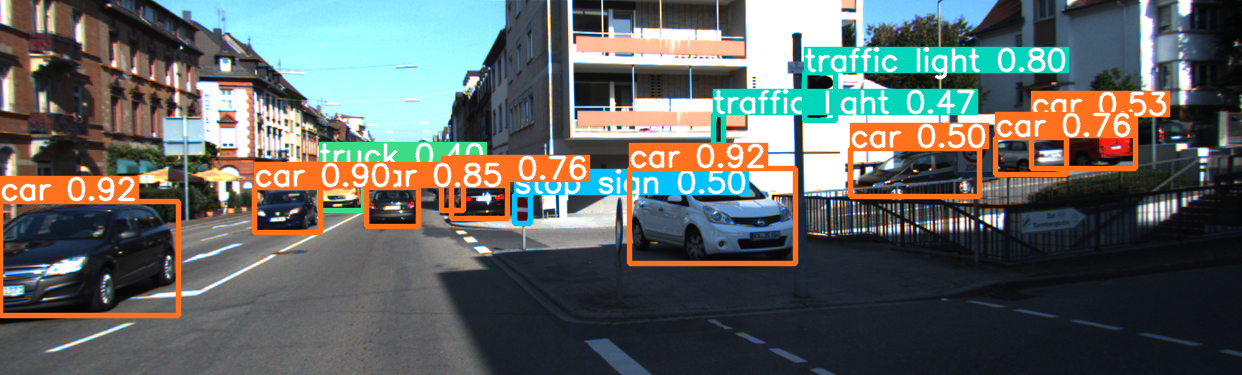 traffic light 0.80
traffic light 0.47
car 0.53
car 0.76
car 0.50
truck 0.40
car 0.92
car 0.90
car 0.85
0.76
stop sign 0.50
car 0.92